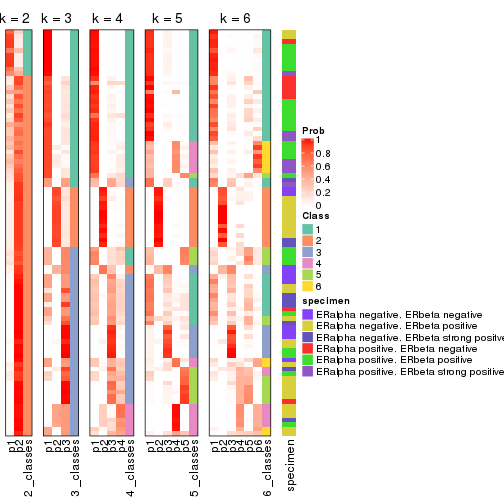 k = 2
k = 3
k = 4
k = 5
k = 6
Prob
1
0.8
0.6
0.4
0.2
0
Class
1
2
3
4
5
6
specimen
ERalpha negative. ERbeta negative
ERalpha negative. ERbeta positive
ERalpha negative. ERbeta strong positive
ERalpha positive. ERbeta negative
ERalpha positive. ERbeta positive
ERalpha positive. ERbeta strong positive
p1
p2
2_classes
p1
p2
p3
3_classes
p1
p2
p3
p4
4_classes
p1
p2
p3
p4
p5
5_classes
p1
p2
p3
p4
p5
p6
6_classes
specimen